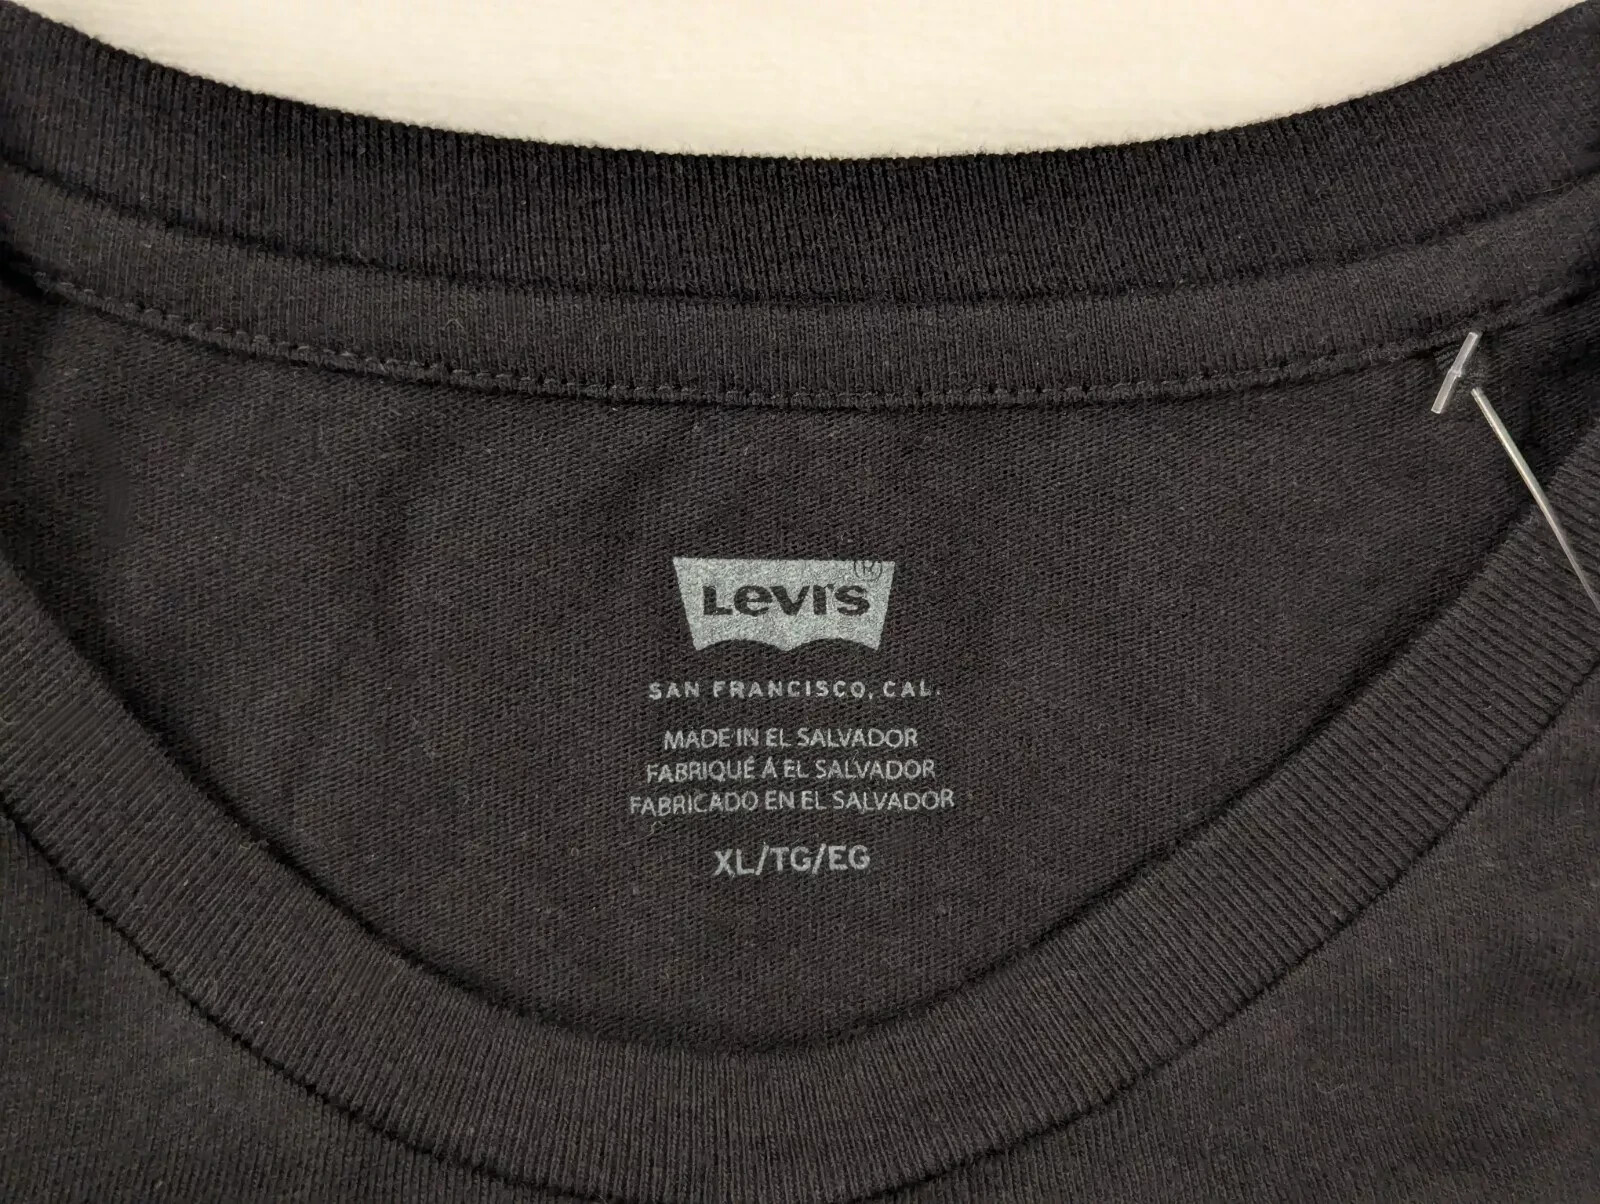 Levi's®
SAN FRANCISCO, CAL.
MADE IN EL SALVADOR
FABRIQUÉ À EL SALVADOR
FABRICADO EN EL SALVADOR
XL/TG/EG